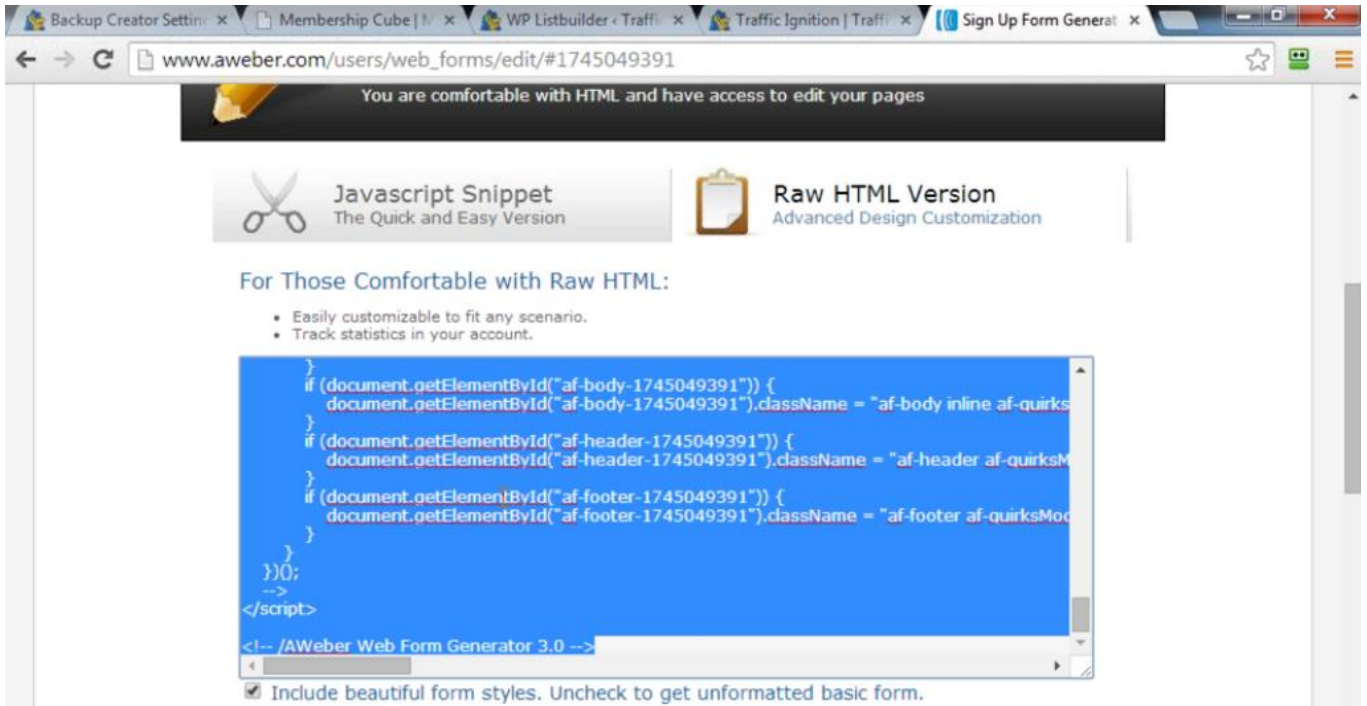 Backup Creator Settin
Membership Cube | M
WP Listbuilder ‹ Traffi
Traffic Ignition | Traffi
Sign Up Form Generat
www.aweber.com/users/web_forms/edit/#1745049391
You are comfortable with HTML and have access to edit your pages
Javascript Snippet
The Quick and Easy Version
Raw HTML Version
Advanced Design Customization
For Those Comfortable with Raw HTML:
• Easily customizable to fit any scenario.
• Track statistics in your account.
}
if (document.getElementById("af-body-1745049391")) {
document.getElementById("af-body-1745049391").className = "af-body inline af-quirks
}
if (document.getElementById("af-header-1745049391")) {
document.getElementById("af-header-1745049391").className = "af-header af-quirksM
}
if (document.getElementById("af-footer-1745049391")) {
document.getElementById("af-footer-1745049391").className = "af-footer af-quirksMod
}
}
})();
-->
</script>
<!-- /AWeber Web Form Generator 3.0 -->
Include beautiful form styles. Uncheck to get unformatted basic form.